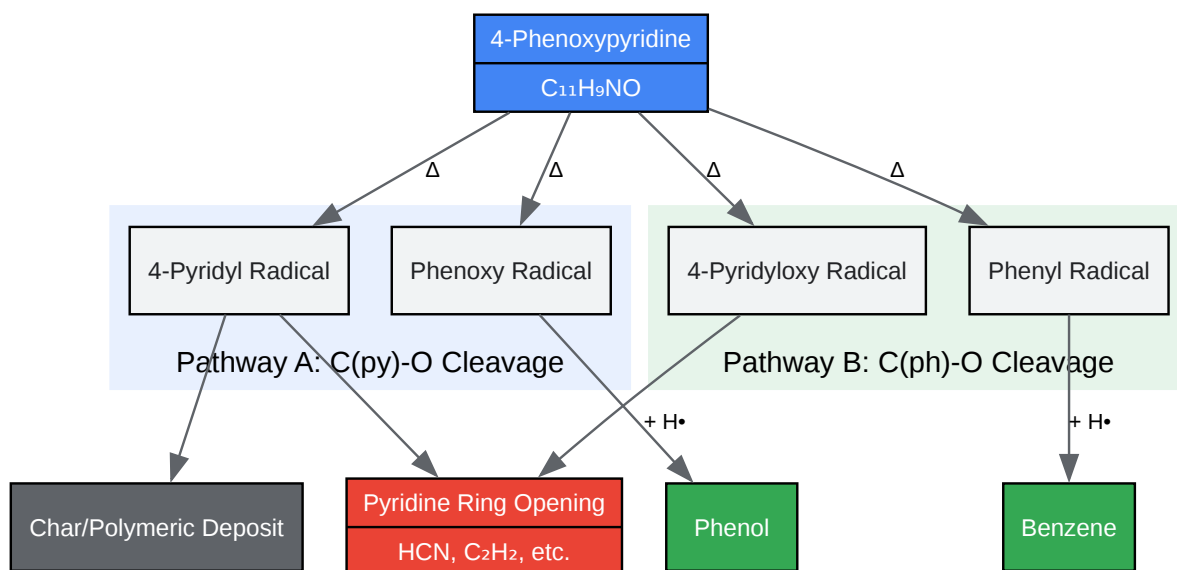 4-Phenoxypyridine
C₁₁H₉NO
Δ Δ Δ Δ
4-Pyridyl Radical
Phenoxy Radical
4-Pyridyloxy Radical
Phenyl Radical
Pathway A: C(py)-O Cleavage
Pathway B: C(ph)-O Cleavage
+ H•
+ H•
Char/Polymeric Deposit
Pyridine Ring Opening
HCN, C₂H₂, etc.
Phenol
Benzene